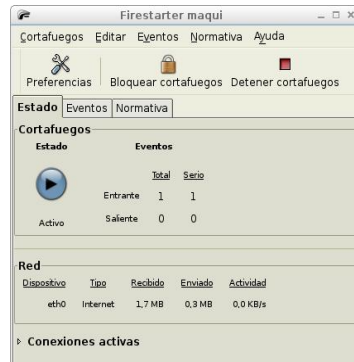 Firestarter maqui
Cortafuegos Editar Eventos Normativa Ayuda
Preferencias Bloquear cortafuegos Detener cortafuegos
Estado Eventos Normativa
Cortafuegos
Estado Eventos
Total Serio
Entrante 1 1
Saliente 0 0
Activo
Red
Dispositivo Tipo Recibido Enviado Actividad
eth0 Internet 1,7 MB 0,3 MB 0,0 KB/s
Conexiones activas